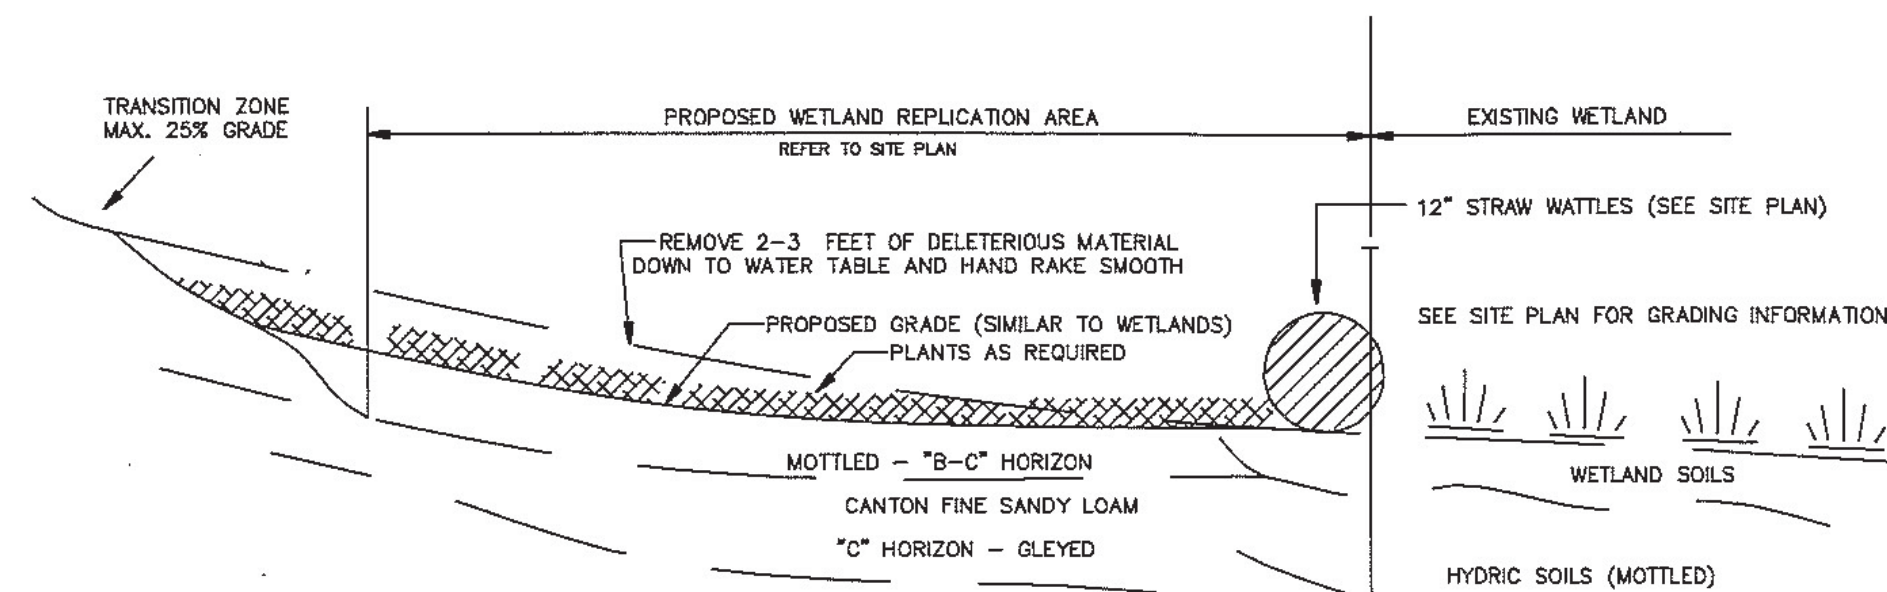 TRANSITION ZONE
MAX. 25% GRADE
PROPOSED WETLAND REPLICATION AREA
REFER TO SITE PLAN
EXISTING WETLAND
12" STRAW WATTLES (SEE SITE PLAN)
REMOVE 2-3 FEET OF DELETERIOUS MATERIAL
DOWN TO WATER TABLE AND HAND RAKE SMOOTH
SEE SITE PLAN FOR GRADING INFORMATION
PROPOSED GRADE (SIMILAR TO WETLANDS)
PLANTS AS REQUIRED
MOTTLED - "B-C" HORIZON
CANTON FINE SANDY LOAM
"C" HORIZON - GLEYED
WETLAND SOILS
HYDRIC SOILS (MOTTLED)